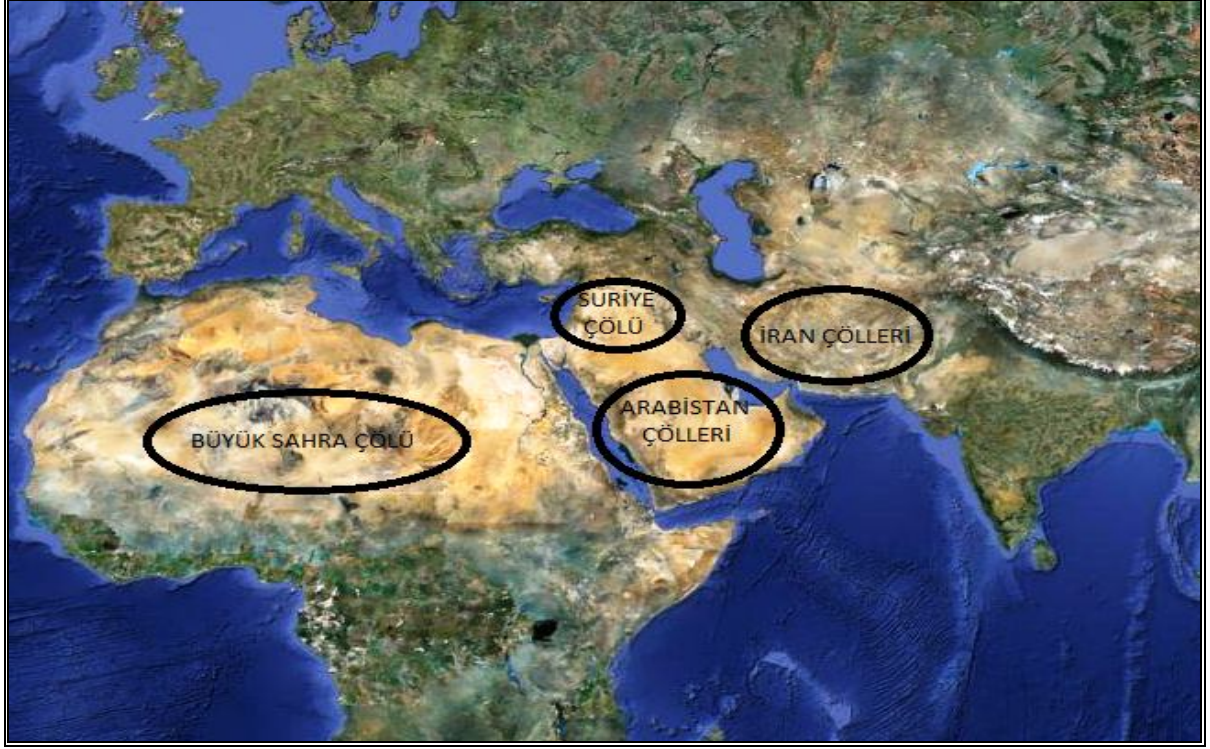 SURİYE
ÇÖLÜ
İRAN ÇÖLLERİ
ARABİSTAN
ÇÖLLERİ
BÜYÜK SAHRA ÇÖLÜ